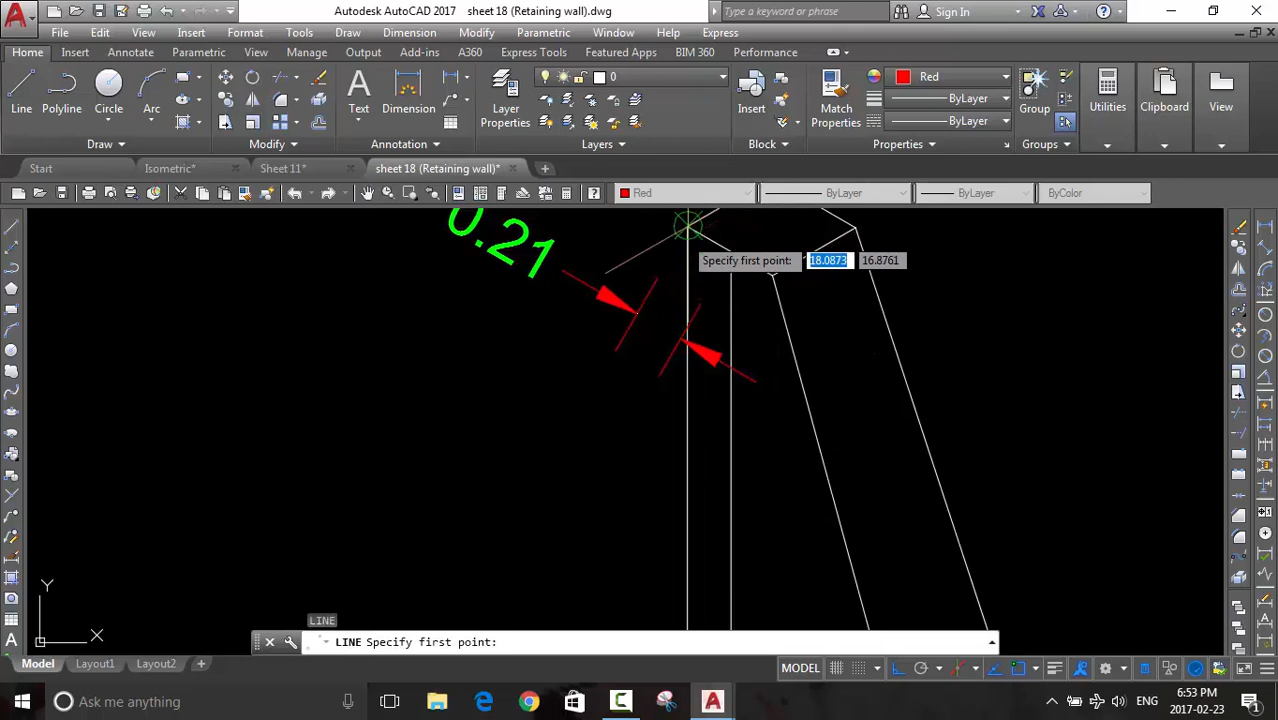 Autodesk AutoCAD 2017 sheet 18 (Retaining wall).dwg
Type a keyword or phrase
Sign In
File Edit View Insert Format Tools Draw Dimension Modify Parametric Window Help Express
Home Insert Annotate Parametric View Manage Output Add-ins A360 Express Tools Featured Apps BIM 360 Performance
0
Red
ByLayer
ByLayer
Line Polyline Circle Arc
Text Dimension
Layer Properties
Insert
Match Properties
Group
Utilities Clipboard View
Draw Modify Annotation Layers Block Properties Groups
Start Isometric* Sheet 11* sheet 18 (Retaining wall)*
Red ByLayer ByLayer ByColor
0.21
Specify first point: 18.0873 16.8761
Y
X
LINE
LINE Specify first point:
Model Layout1 Layout2
MODEL
Ask me anything
ENG
6:53 PM
2017-02-23